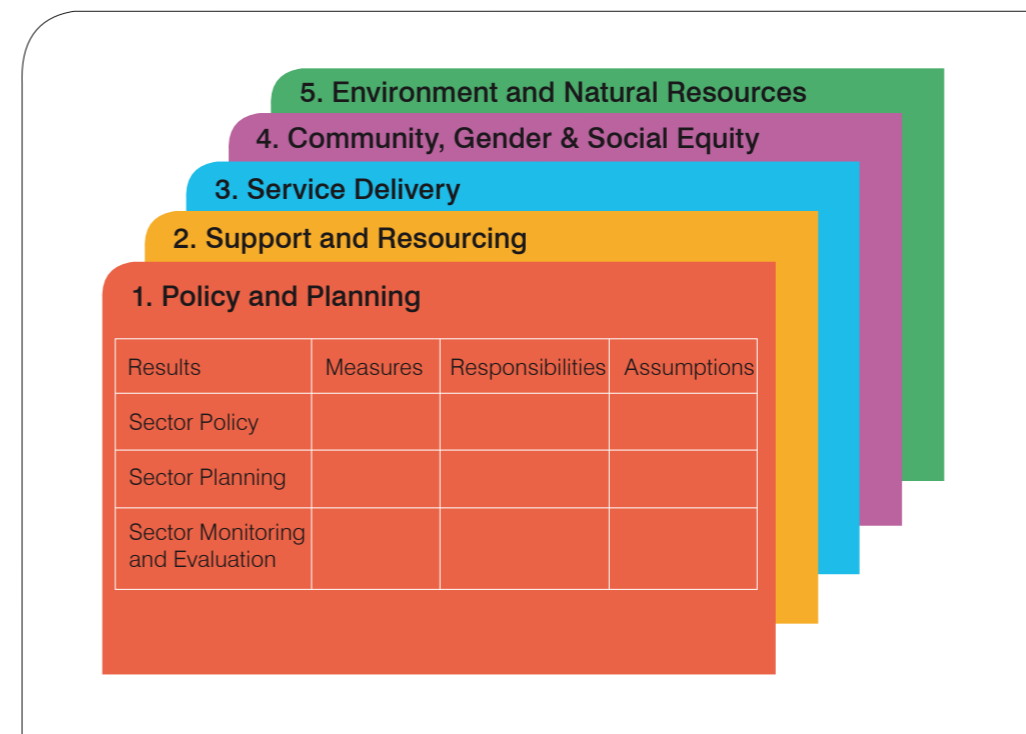 5. Environment and Natural Resources
4. Community, Gender & Social Equity
3. Service Delivery
2. Support and Resourcing
1. Policy and Planning
Results Measures Responsibilities Assumptions
Sector Policy
Sector Planning
Sector Monitoring
and Evaluation